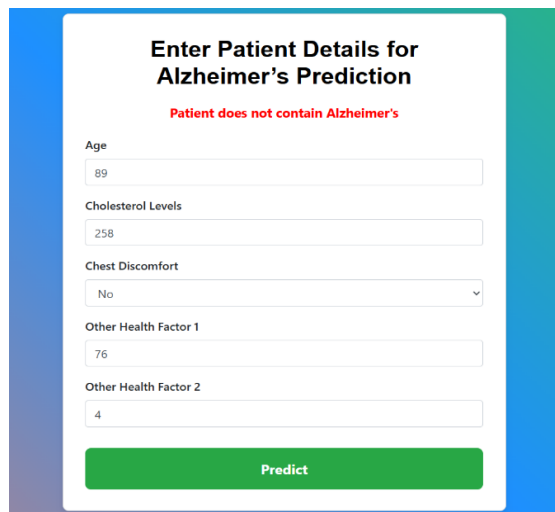 Enter Patient Details for
Alzheimer’s Prediction
Patient does not contain Alzheimer's
Age
89
Cholesterol Levels
258
Chest Discomfort
No
Other Health Factor 1
76
Other Health Factor 2
4
Predict